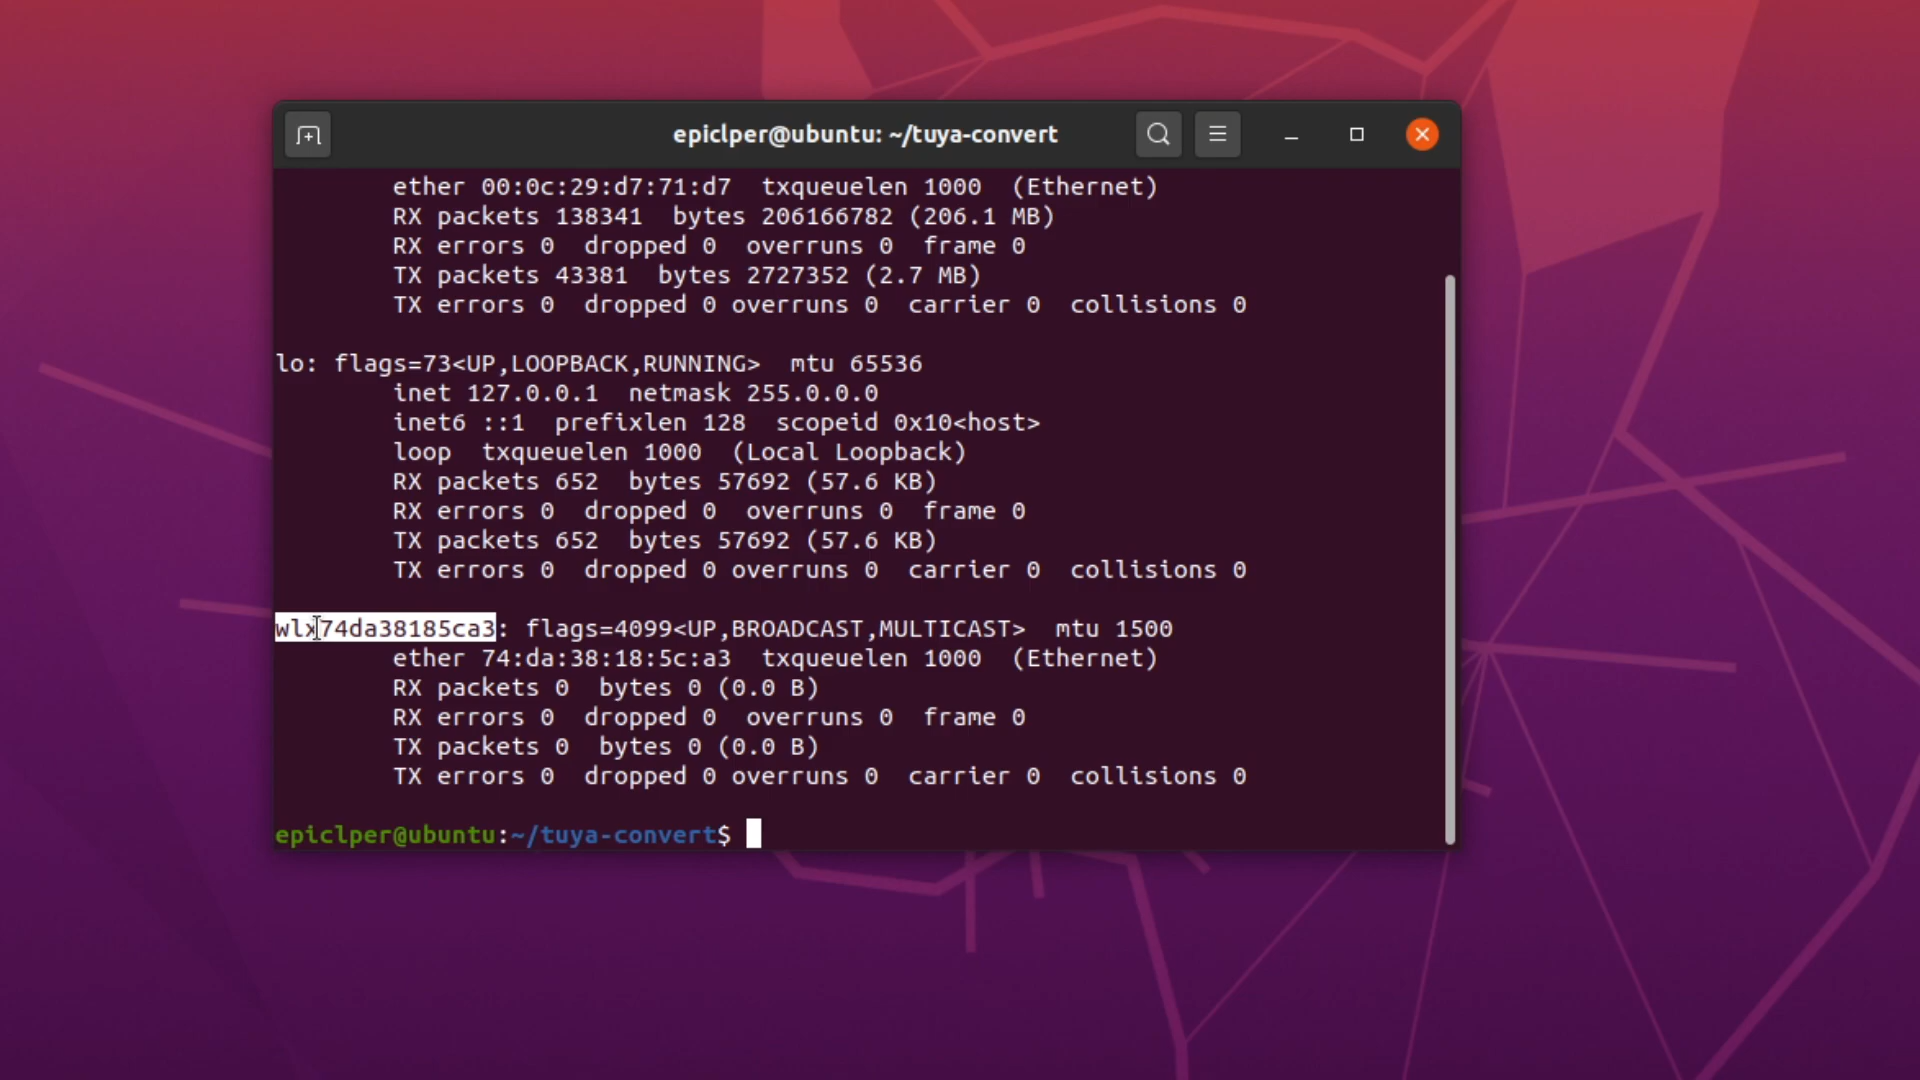 epiclper@ubuntu: ~/tuya-convert
ether 00:0c:29:d7:71:d7  txqueuelen 1000  (Ethernet)
RX packets 138341  bytes 206166782 (206.1 MB)
RX errors 0  dropped 0  overruns 0  frame 0
TX packets 43381  bytes 2727352 (2.7 MB)
TX errors 0  dropped 0 overruns 0  carrier 0  collisions 0
lo: flags=73<UP,LOOPBACK,RUNNING>  mtu 65536
inet 127.0.0.1  netmask 255.0.0.0
inet6 ::1  prefixlen 128  scopeid 0x10<host>
loop  txqueuelen 1000  (Local Loopback)
RX packets 652  bytes 57692 (57.6 KB)
RX errors 0  dropped 0  overruns 0  frame 0
TX packets 652  bytes 57692 (57.6 KB)
TX errors 0  dropped 0 overruns 0  carrier 0  collisions 0
wlx74da38185ca3: flags=4099<UP,BROADCAST,MULTICAST>  mtu 1500
ether 74:da:38:18:5c:a3  txqueuelen 1000  (Ethernet)
RX packets 0  bytes 0 (0.0 B)
RX errors 0  dropped 0  overruns 0  frame 0
TX packets 0  bytes 0 (0.0 B)
TX errors 0  dropped 0 overruns 0  carrier 0  collisions 0
epiclper@ubuntu:~/tuya-convert$